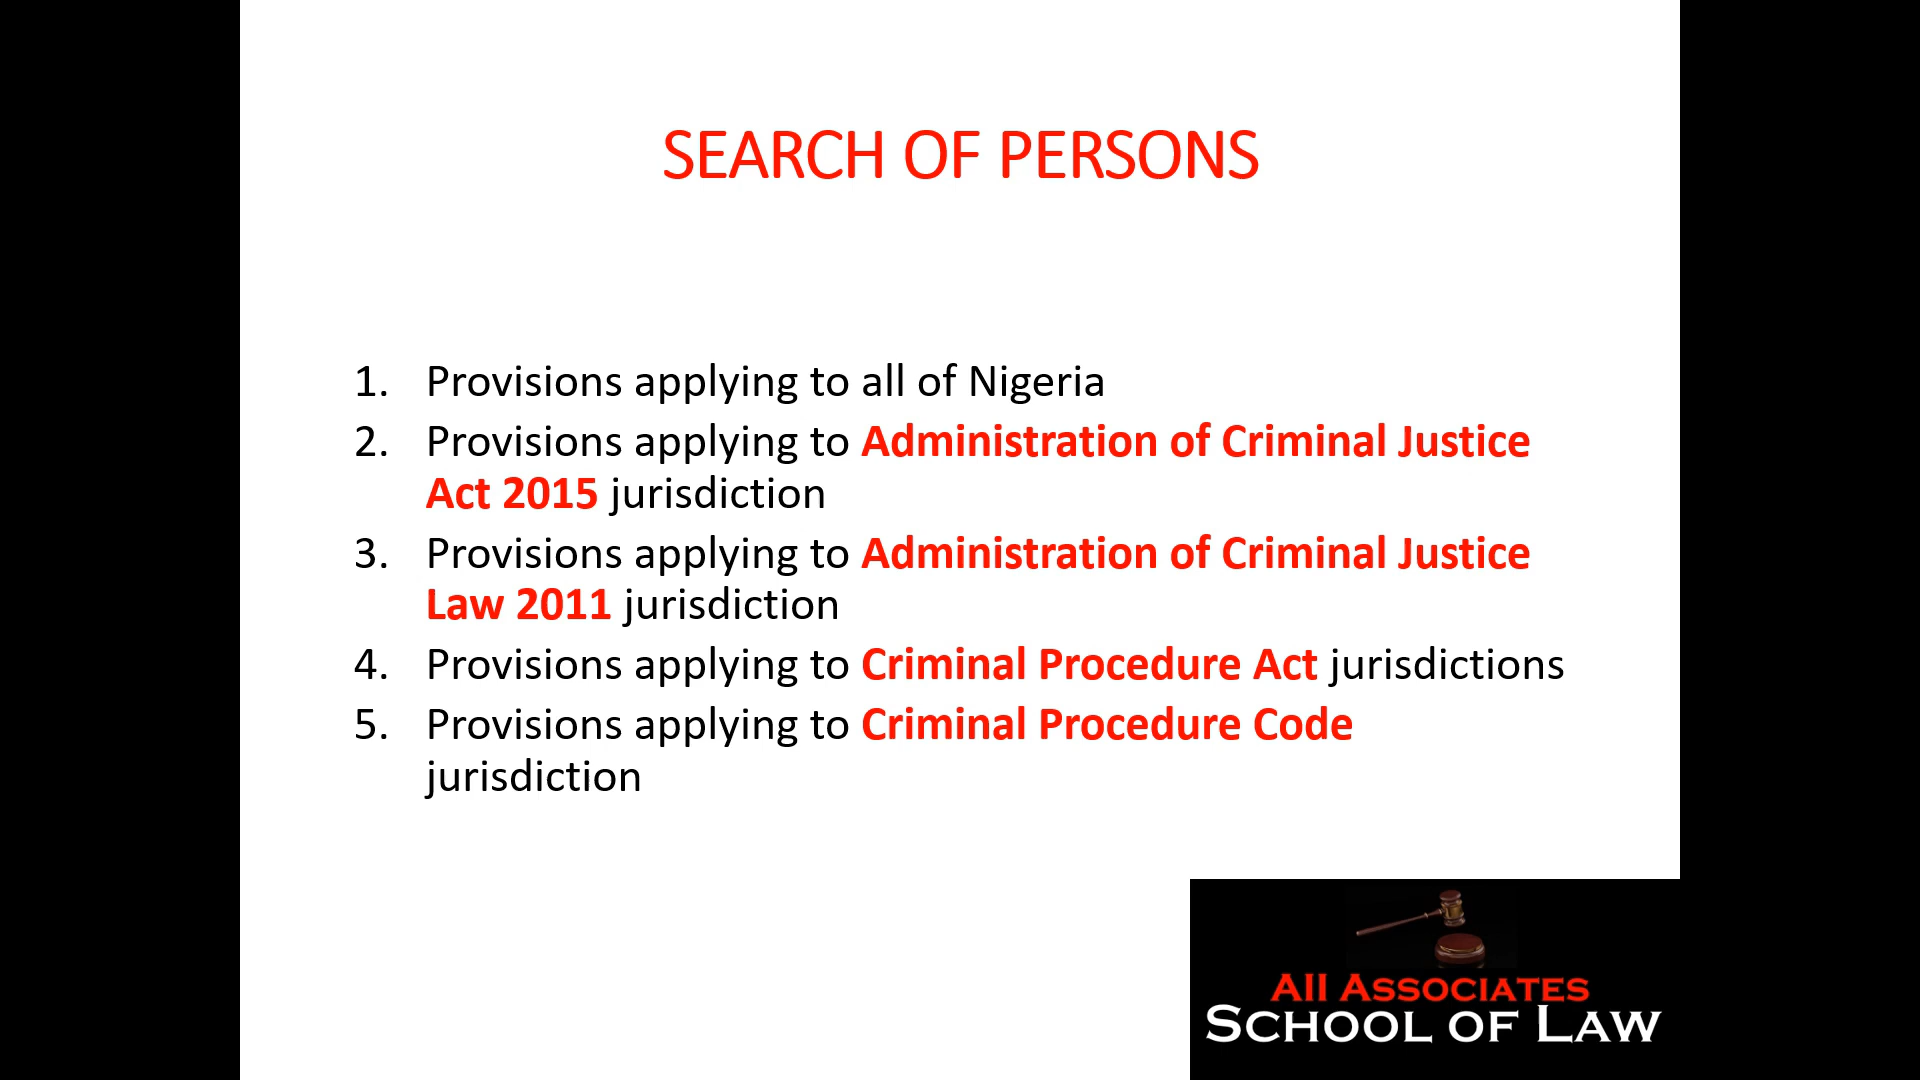 SEARCH OF PERSONS
1. Provisions applying to all of Nigeria
2. Provisions applying to Administration of Criminal Justice
Act 2015 jurisdiction
3. Provisions applying to Administration of Criminal Justice
Law 2011 jurisdiction
4. Provisions applying to Criminal Procedure Act jurisdictions
5. Provisions applying to Criminal Procedure Code
jurisdiction
AII ASSOCIATES
SCHOOL OF LAW